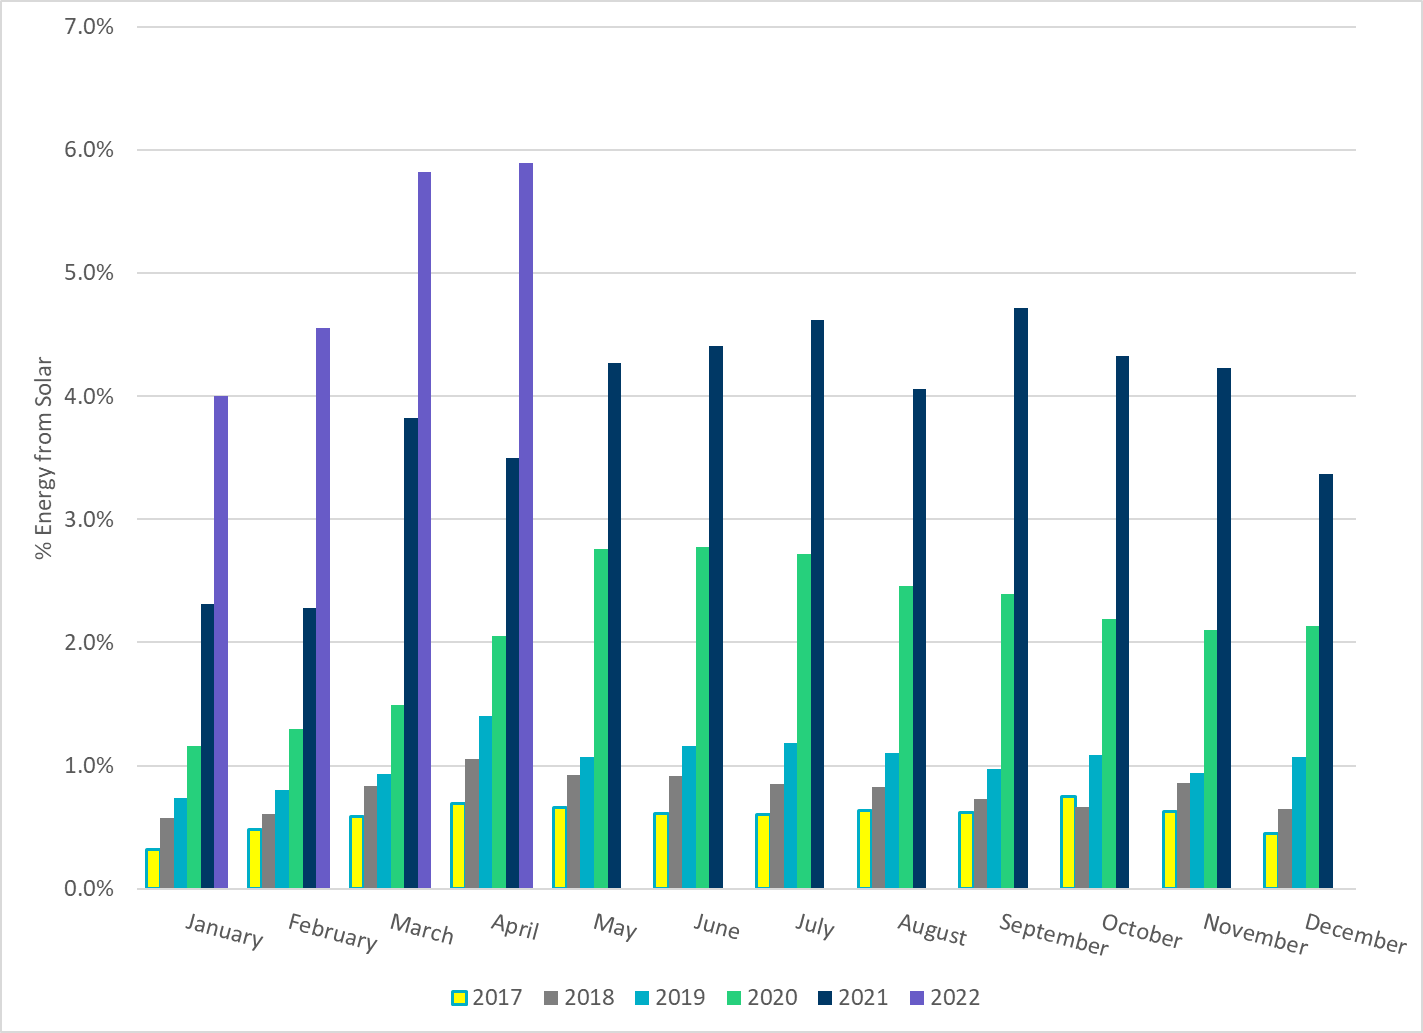 7.0%
6.0%
5.0%
4.0%
3.0%
2.0%
1.0%
0.0%
% Energy from Solar
January
February
March
April
May
June
July
August
September
October
November
December
2017 2018 2019 2020 2021 2022